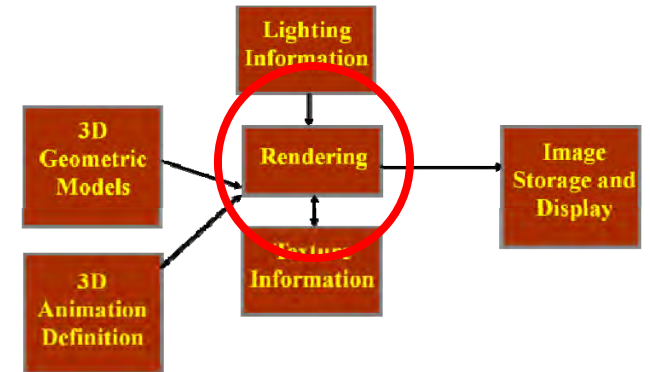 Lighting
Information
3D
Geometric
Models
Rendering
Image
Storage and
Display
Texture
Information
3D
Animation
Definition